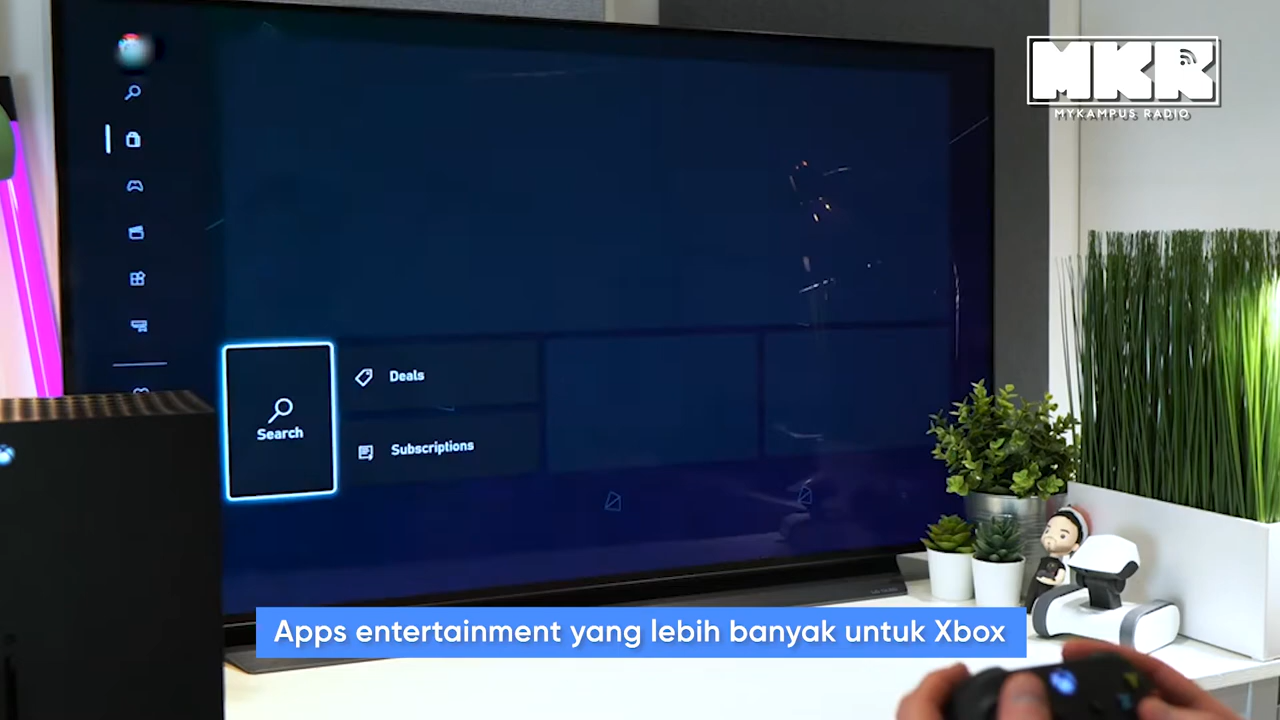 MKR
MYKAMPUS RADIO
Deals
Search
Subscriptions
Apps entertainment yang lebih banyak untuk Xbox